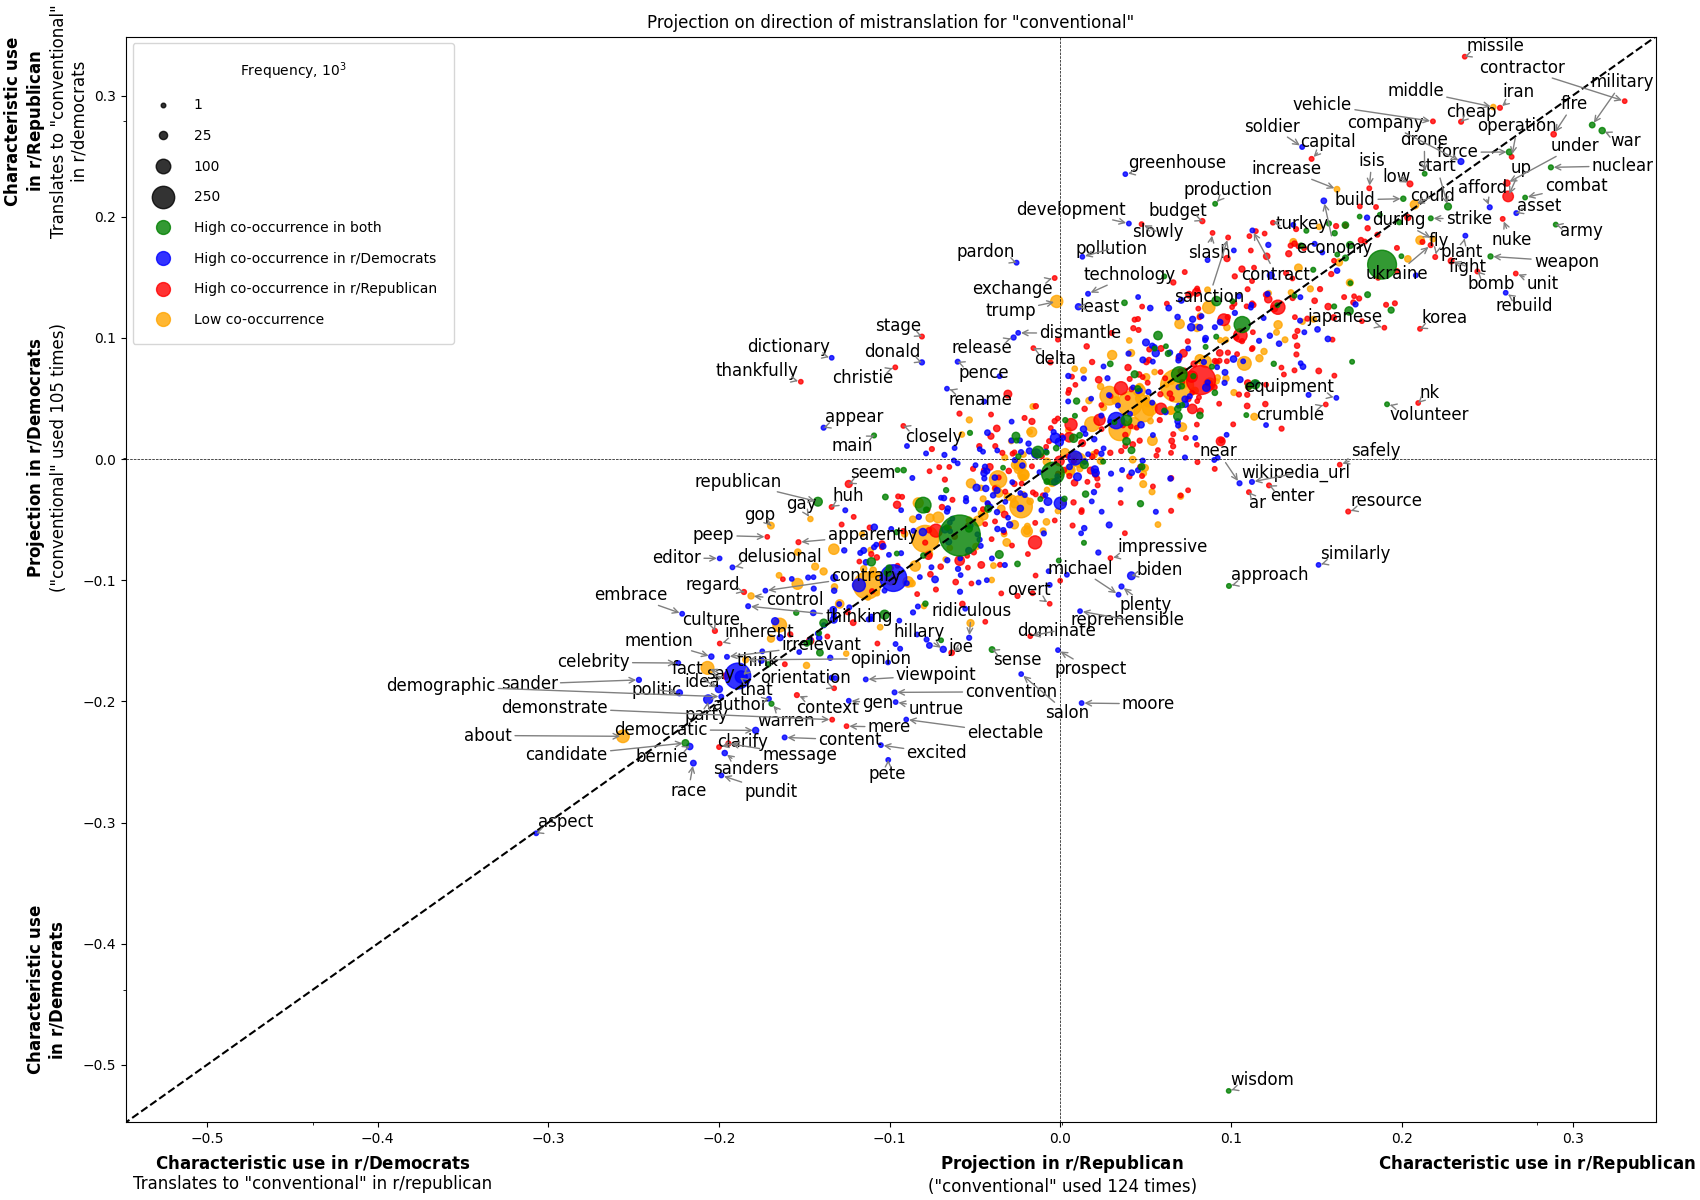 Projection on direction of mistranslation for "conventional"
Characteristic use
in r/Republican
Translates to "conventional"
in r/democrats
Projection in r/Democrats
("conventional" used 105 times)
Characteristic use
in r/Democrats
Frequency, 10³
1
25
100
250
High co-occurrence in both
High co-occurrence in r/Democrats
High co-occurrence in r/Republican
Low co-occurrence
0.3
0.2
0.1
0.0
−0.1
−0.2
−0.3
−0.4
−0.5
missile
contractor
military
middle
iran
fire
vehicle
cheap
company
operation
soldier
capital
drone
war
force
under
greenhouse
isis
start
up
nuclear
increase
low
production
build
could
afford
combat
development
budget
turkey
during
strike
asset
slowly
army
pardon
pollution
slash
economy
fly
plant
nuke
technology
contract
ukraine
fight
weapon
exchange
bomb
unit
trump
least
sanction
rebuild
stage
dismantle
japanese
korea
dictionary
donald
release
delta
thankfully
christie
pence
equipment
nk
rename
crumble
volunteer
appear
main
closely
near
safely
republican
seem
wikipedia_url
gay
huh
ar
enter
resource
gop
peep
apparently
editor
delusional
impressive
similarly
regard
contrary
michael
biden
approach
embrace
control
overt
plenty
culture
thinking
ridiculous
reprehensible
mention
inherent
hillary
dominate
irrelevant
joe
celebrity
fact
think
opinion
sense
prospect
demographic
sander
say
orientation
viewpoint
politic
idea
that
convention
demonstrate
author
context
gen
untrue
salon
moore
party
warren
about
democratic
mere
electable
candidate
clarify
content
bernie
message
excited
sanders
pete
race
pundit
aspect
wisdom
−0.5
−0.4
−0.3
−0.2
−0.1
0.0
0.1
0.2
0.3
Characteristic use in r/Democrats
Translates to "conventional" in r/republican
Projection in r/Republican
("conventional" used 124 times)
Characteristic use in r/Republican